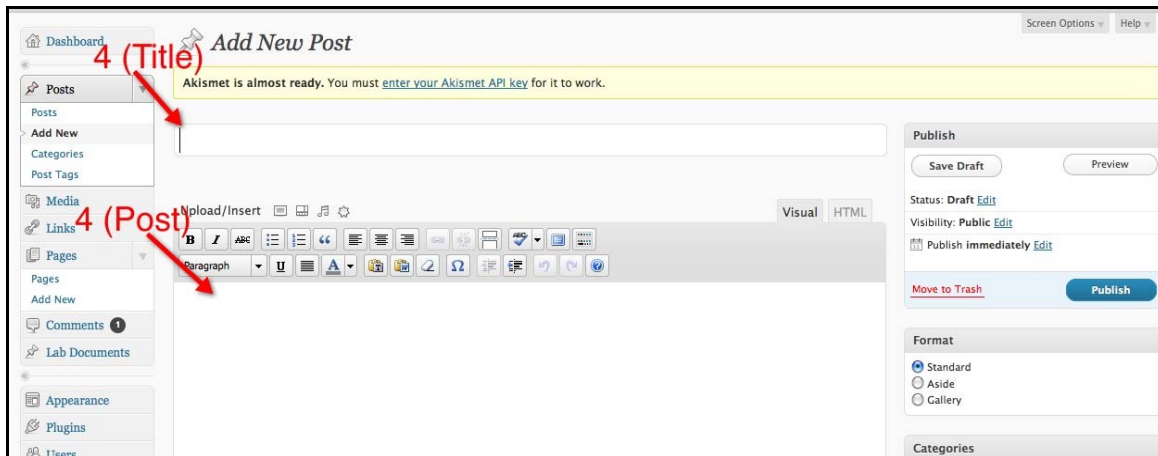 Screen Options Help
Dashboard
4 (Title)
Add New Post
Akismet is almost ready. You must enter your Akismet API key for it to work.
Posts
Posts
Add New
Categories
Post Tags
Media
Links
Pages
Pages
Add New
Comments 1
Lab Documents
Appearance
Plugins
Users
4 (Post)
Upload/Insert
Visual HTML
B I ABC
Paragraph U A Ω
Publish
Save Draft Preview
Status: Draft Edit
Visibility: Public Edit
Publish immediately Edit
Move to Trash Publish
Format
Standard
Aside
Gallery
Categories